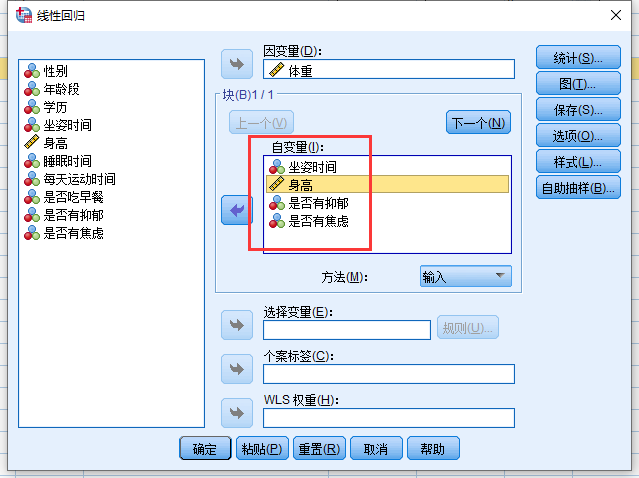 线性回归
性别
年龄段
学历
坐姿时间
身高
睡眠时间
每天运动时间
是否吃早餐
是否有抑郁
是否有焦虑
因变量(D):
体重
块(B)1 / 1
上一个(V)
下一个(N)
自变量(I):
坐姿时间
身高
是否有抑郁
是否有焦虑
方法(M):
输入
选择变量(E):
规则(U)...
个案标签(C):
WLS 权重(H):
统计(S)...
图(T)...
保存(S)...
选项(O)...
样式(L)...
自助抽样(B)...
确定
粘贴(P)
重置(R)
取消
帮助